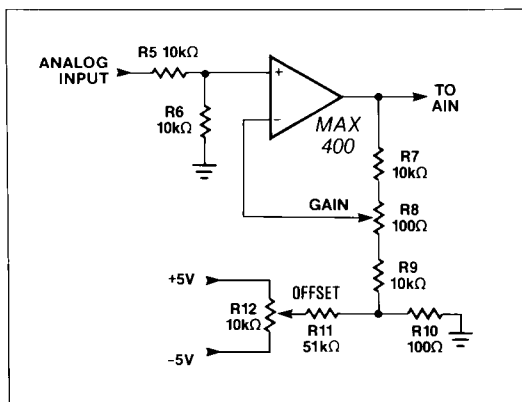 R5 10kΩ
ANALOG
INPUT
R6
10kΩ
+
−
MAX
400
TO
AIN
R7
10kΩ
GAIN
R8
100Ω
R9
10kΩ
+5V
R12
10kΩ
OFFSET
R11
51kΩ
R10
100Ω
−5V